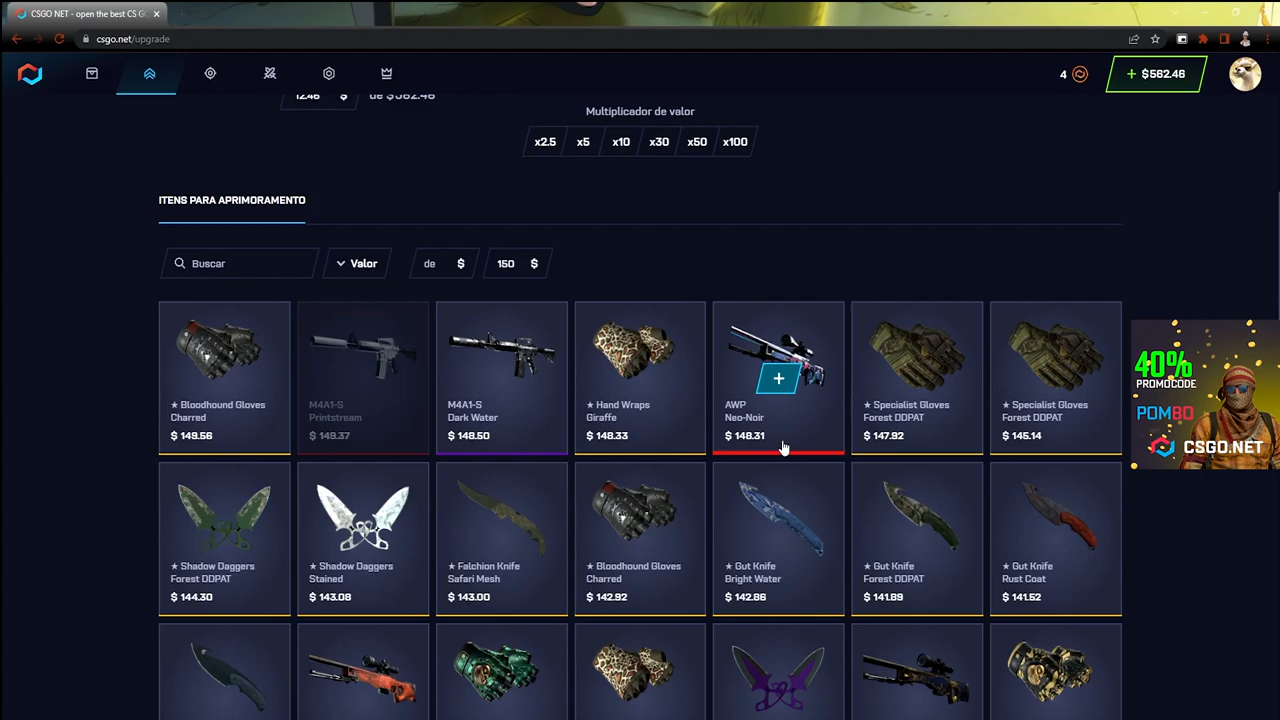 CSGO NET - open the best CS G
csgo.net/upgrade
4
+ $562.46
12.46 $ de $562.46
Multiplicador de valor
x2.5 x5 x10 x30 x50 x100
ITENS PARA APRIMORAMENTO
Buscar
Valor
de $
150 $
★ Bloodhound Gloves
Charred
$ 149.56
M4A1-S
Printstream
$ 149.37
M4A1-S
Dark Water
$ 148.50
★ Hand Wraps
Giraffe
$ 148.33
+
AWP
Neo-Noir
$ 148.31
★ Specialist Gloves
Forest DDPAT
$ 147.92
★ Specialist Gloves
Forest DDPAT
$ 145.14
40%
PROMOCODE
POMBO
CSGO.NET
★ Shadow Daggers
Forest DDPAT
$ 144.30
★ Shadow Daggers
Stained
$ 143.08
★ Falchion Knife
Safari Mesh
$ 143.00
★ Bloodhound Gloves
Charred
$ 142.92
★ Gut Knife
Bright Water
$ 142.86
★ Gut Knife
Forest DDPAT
$ 141.89
★ Gut Knife
Rust Coat
$ 141.52